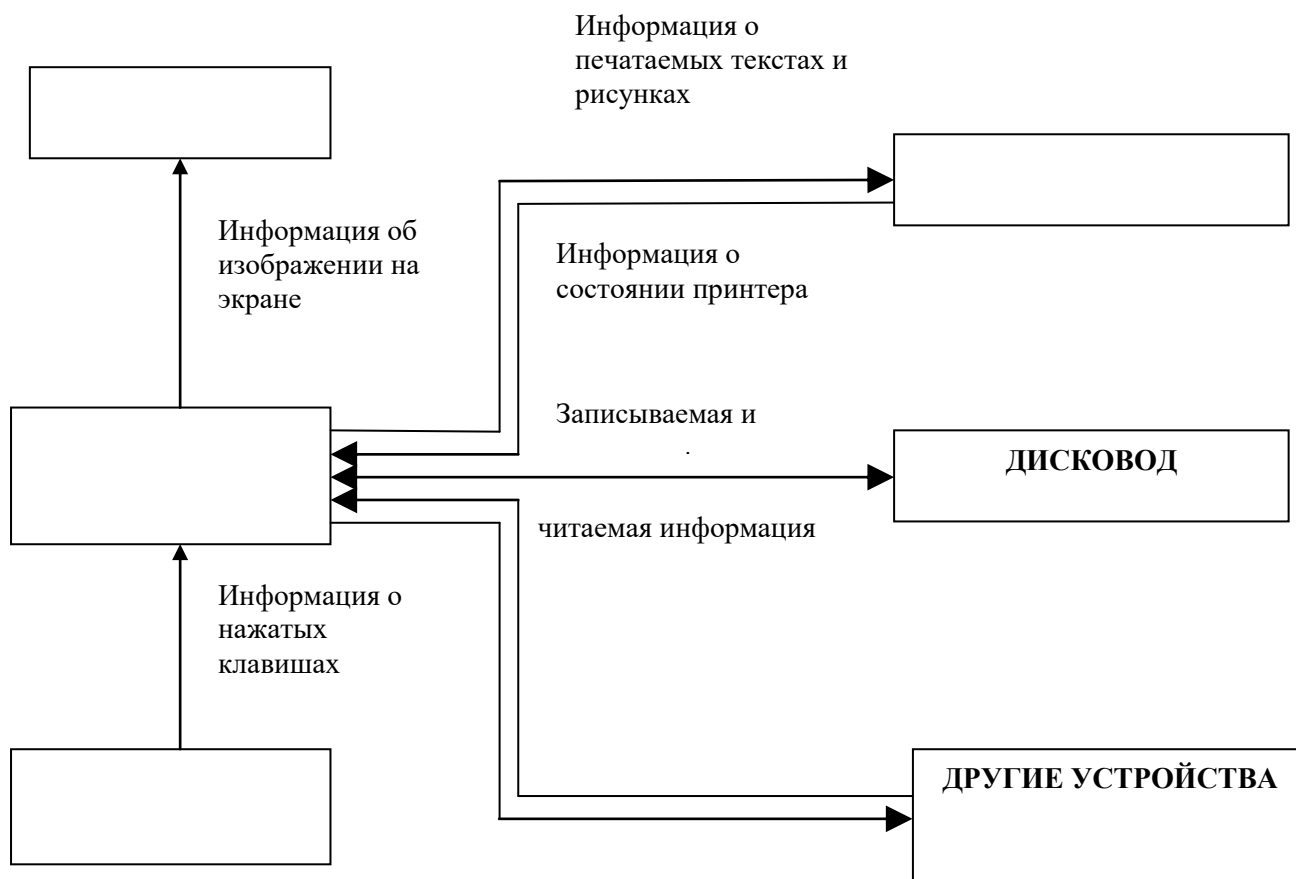 Информация о
печатаемых текстах и
рисунках
Информация об
изображении на
экране
Информация о
состоянии принтера
Записываемая и
ДИСКОВОД
читаемая информация
Информация о
нажатых
клавишах
ДРУГИЕ УСТРОЙСТВА